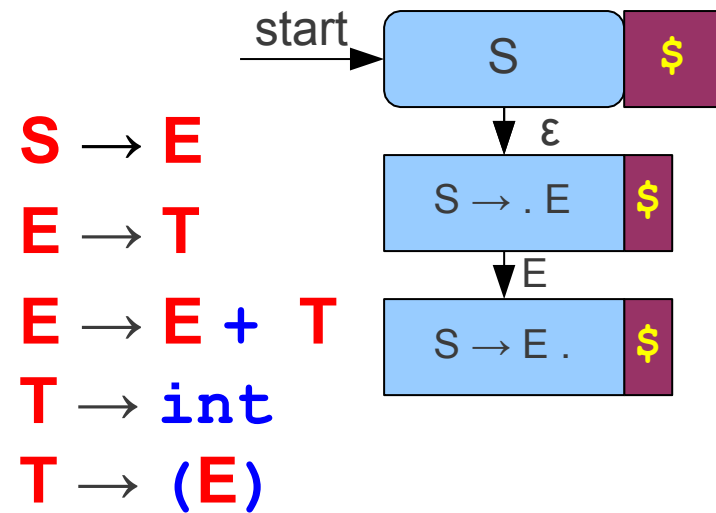 start
S $
ε
S → E
S → . E $
E → T
E
E → E + T
S → E . $
T → int
T → (E)